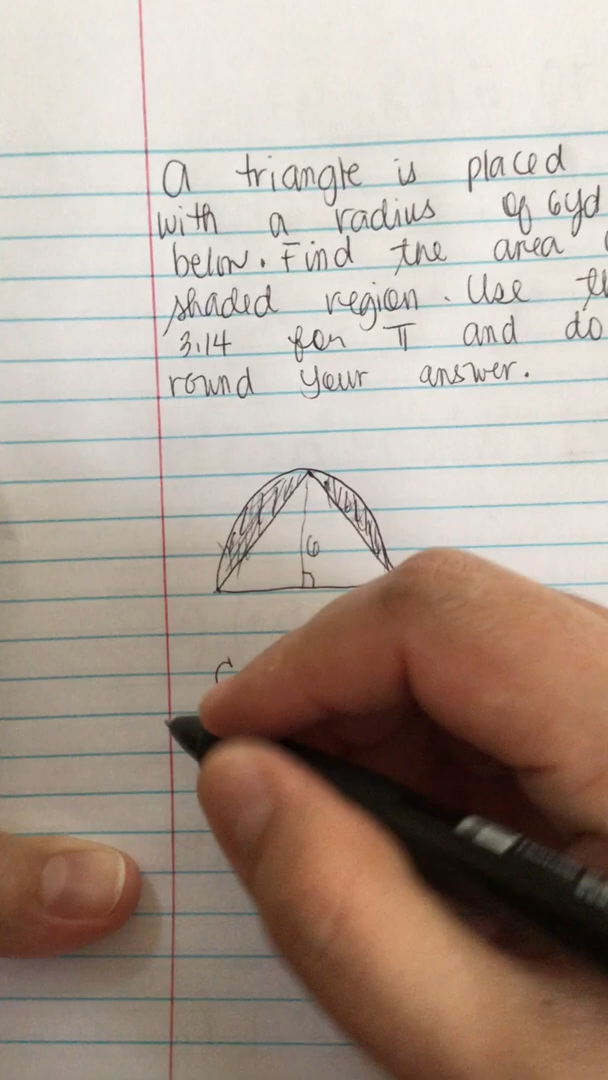 a triangle is placed
with a radius of 6yd
below. Find the area
shaded region. Use
3.14 for π and do
round your answer.
6